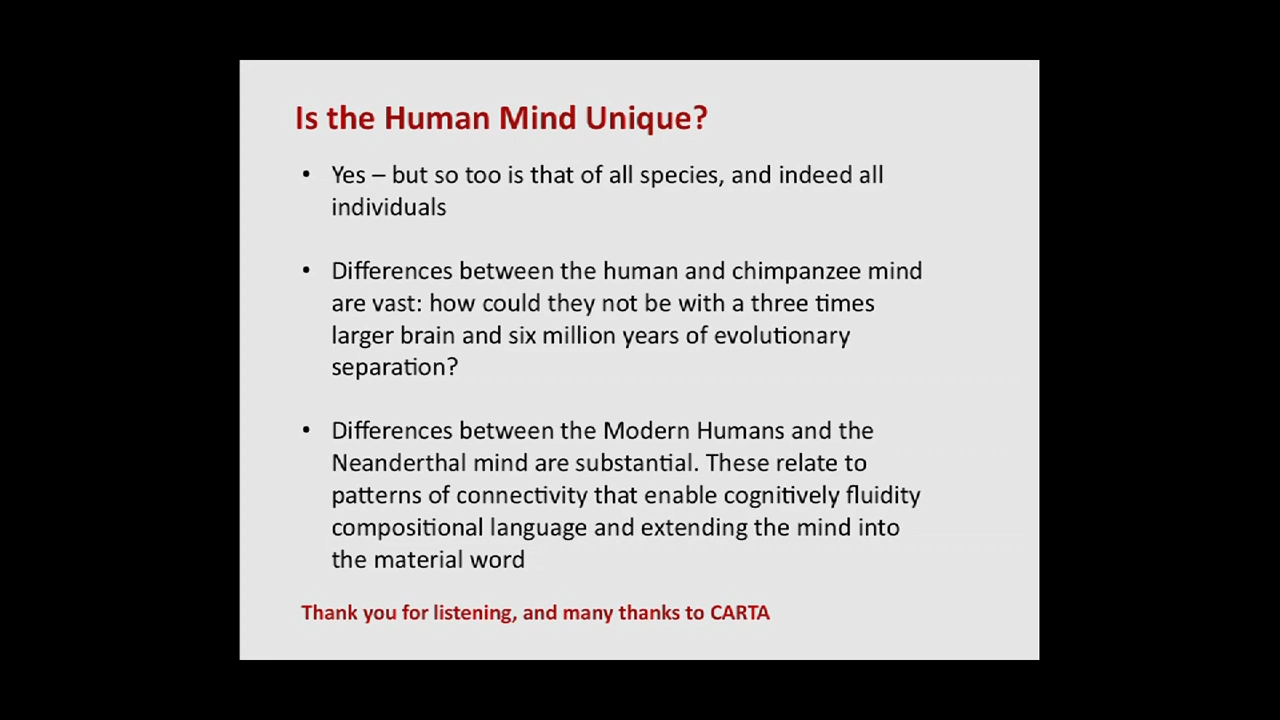 Is the Human Mind Unique?
• Yes – but so too is that of all species, and indeed all
individuals
• Differences between the human and chimpanzee mind
are vast: how could they not be with a three times
larger brain and six million years of evolutionary
separation?
• Differences between the Modern Humans and the
Neanderthal mind are substantial. These relate to
patterns of connectivity that enable cognitively fluidity
compositional language and extending the mind into
the material word
Thank you for listening, and many thanks to CARTA